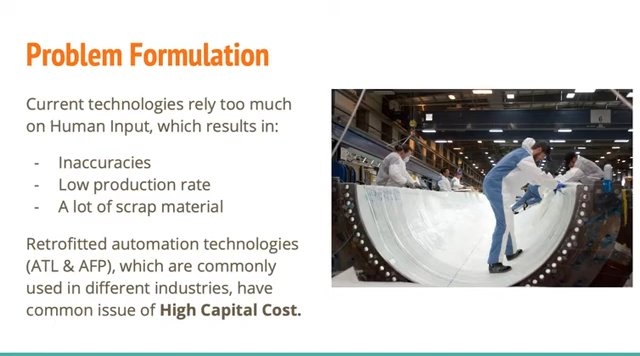 Problem Formulation
Current technologies rely too much
on Human Input, which results in:
- Inaccuracies
- Low production rate
- A lot of scrap material
Retrofitted automation technologies
(ATL & AFP), which are commonly
used in different industries, have
common issue of High Capital Cost.